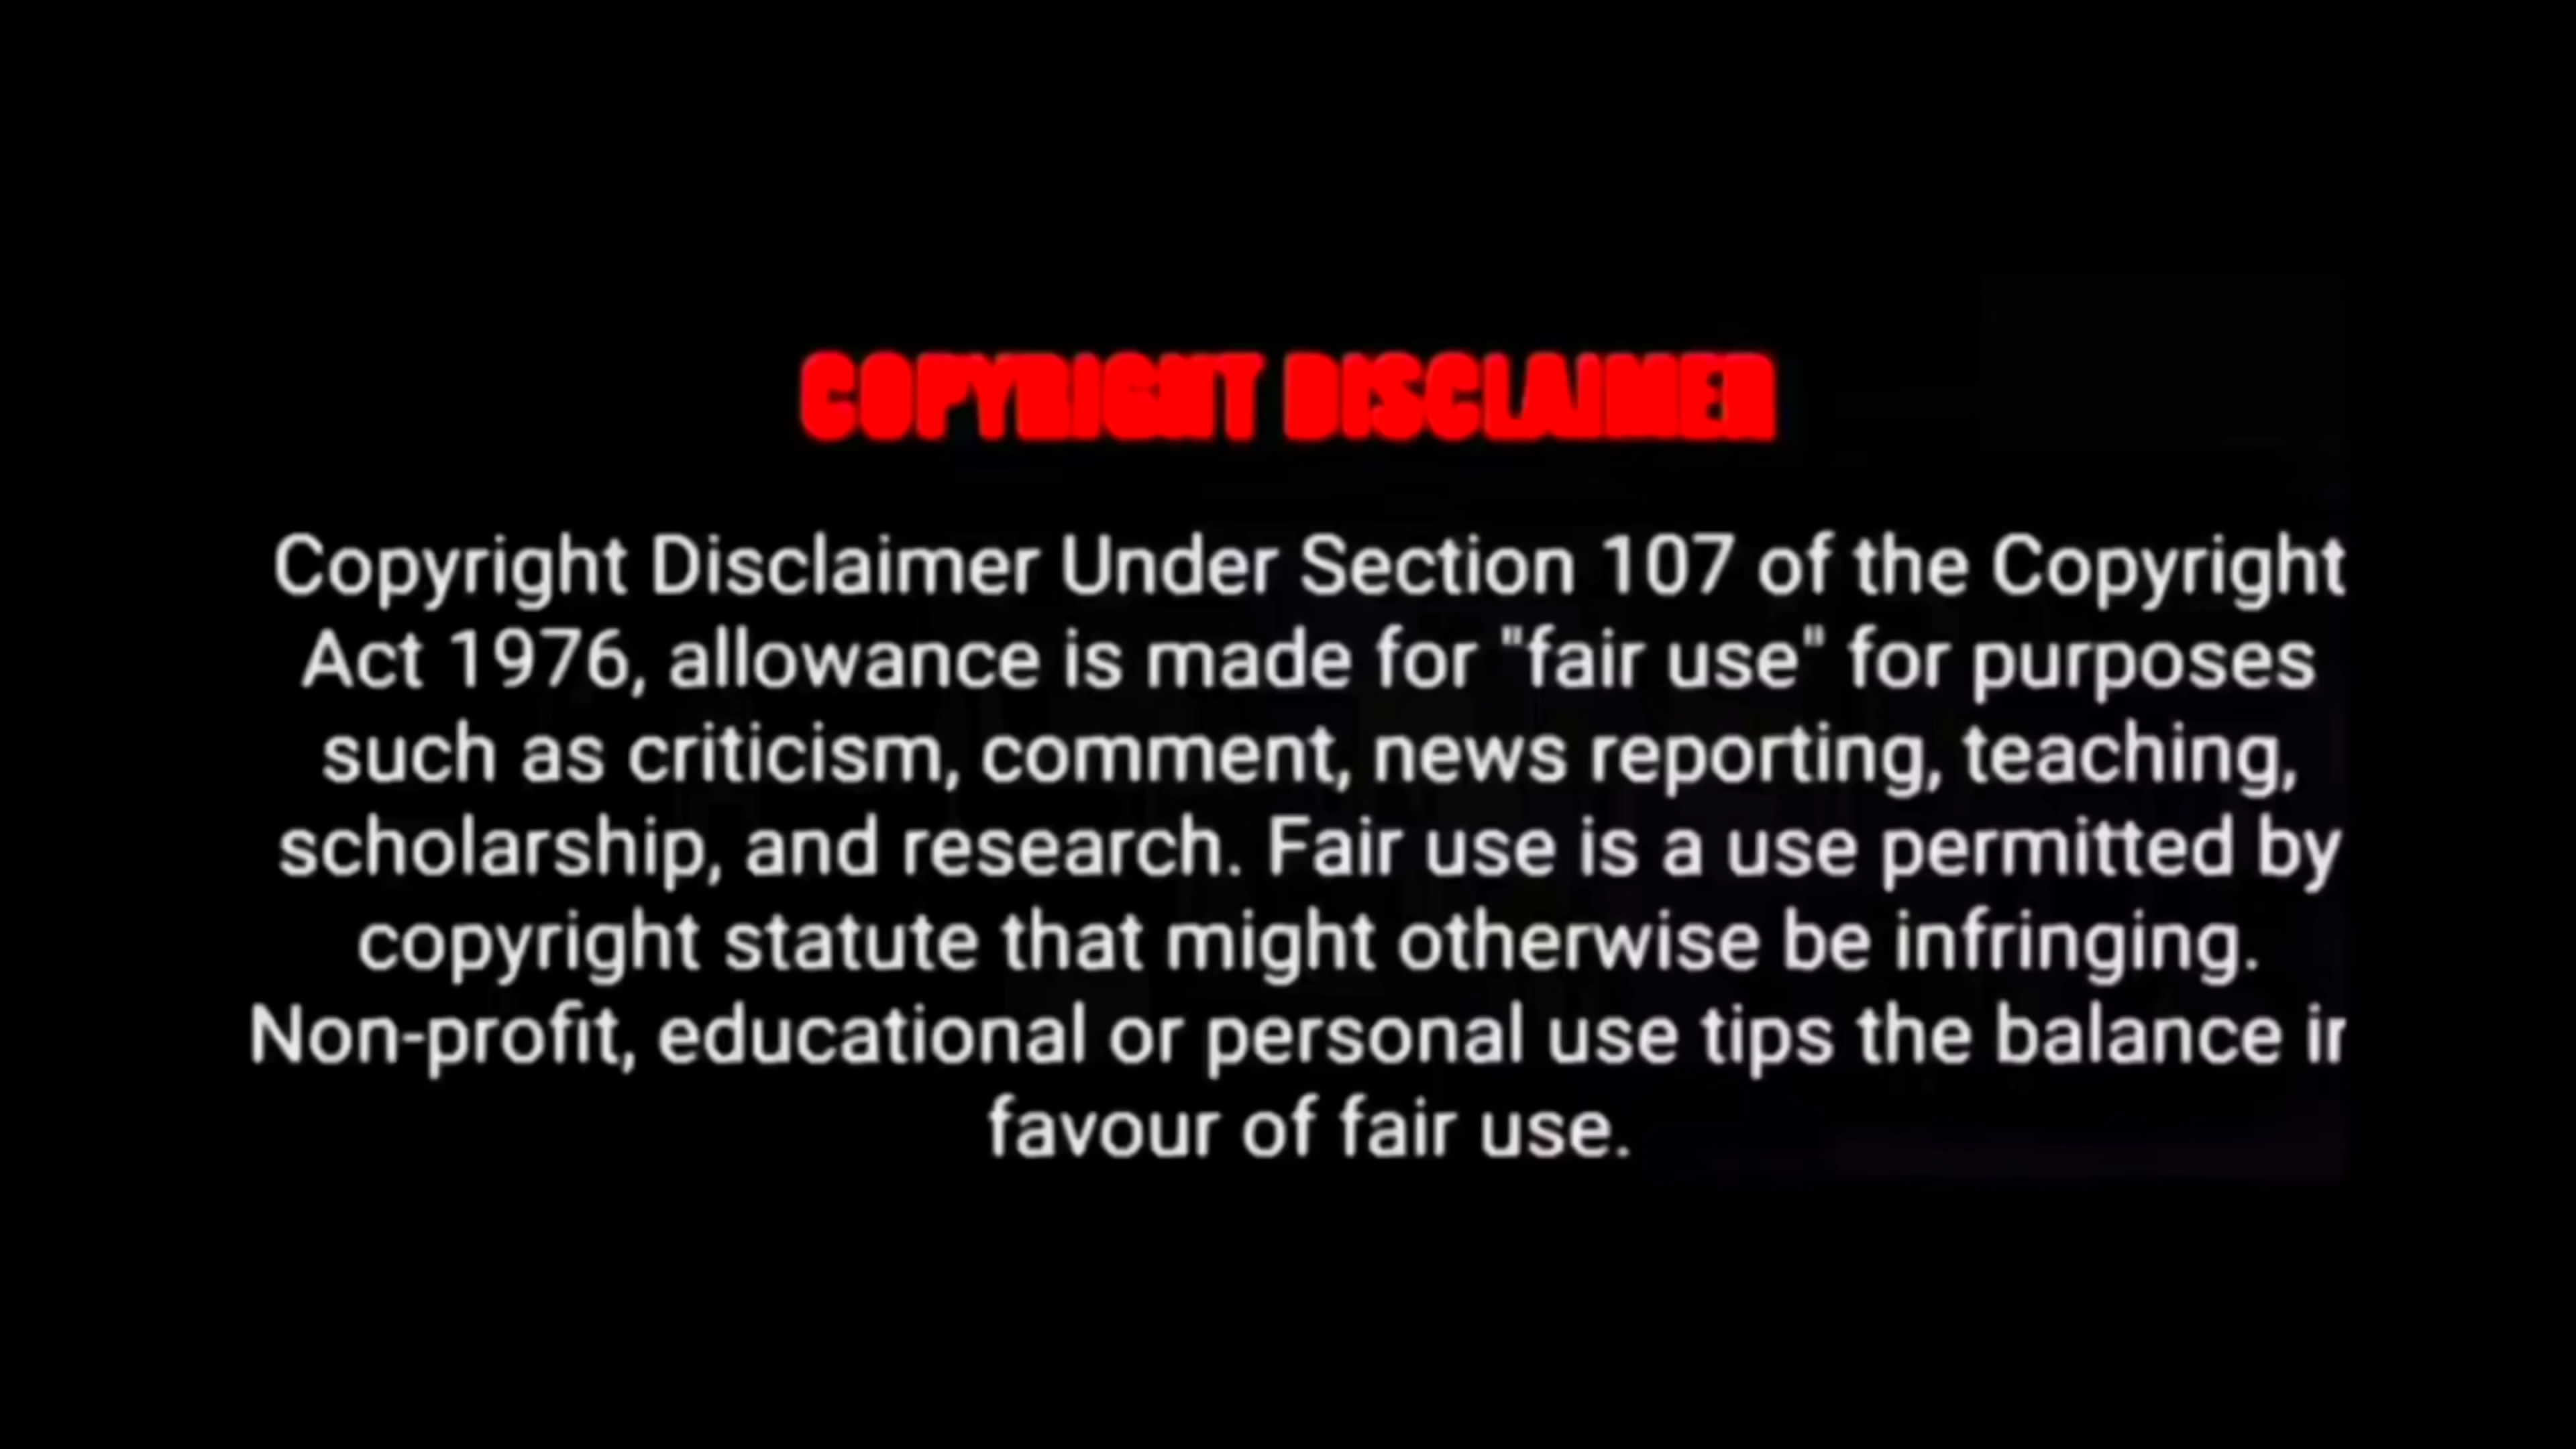 COPYRIGHT DISCLAIMER
Copyright Disclaimer Under Section 107 of the Copyright
Act 1976, allowance is made for "fair use" for purposes
such as criticism, comment, news reporting, teaching,
scholarship, and research. Fair use is a use permitted by
copyright statute that might otherwise be infringing.
Non-profit, educational or personal use tips the balance
favour of fair use.